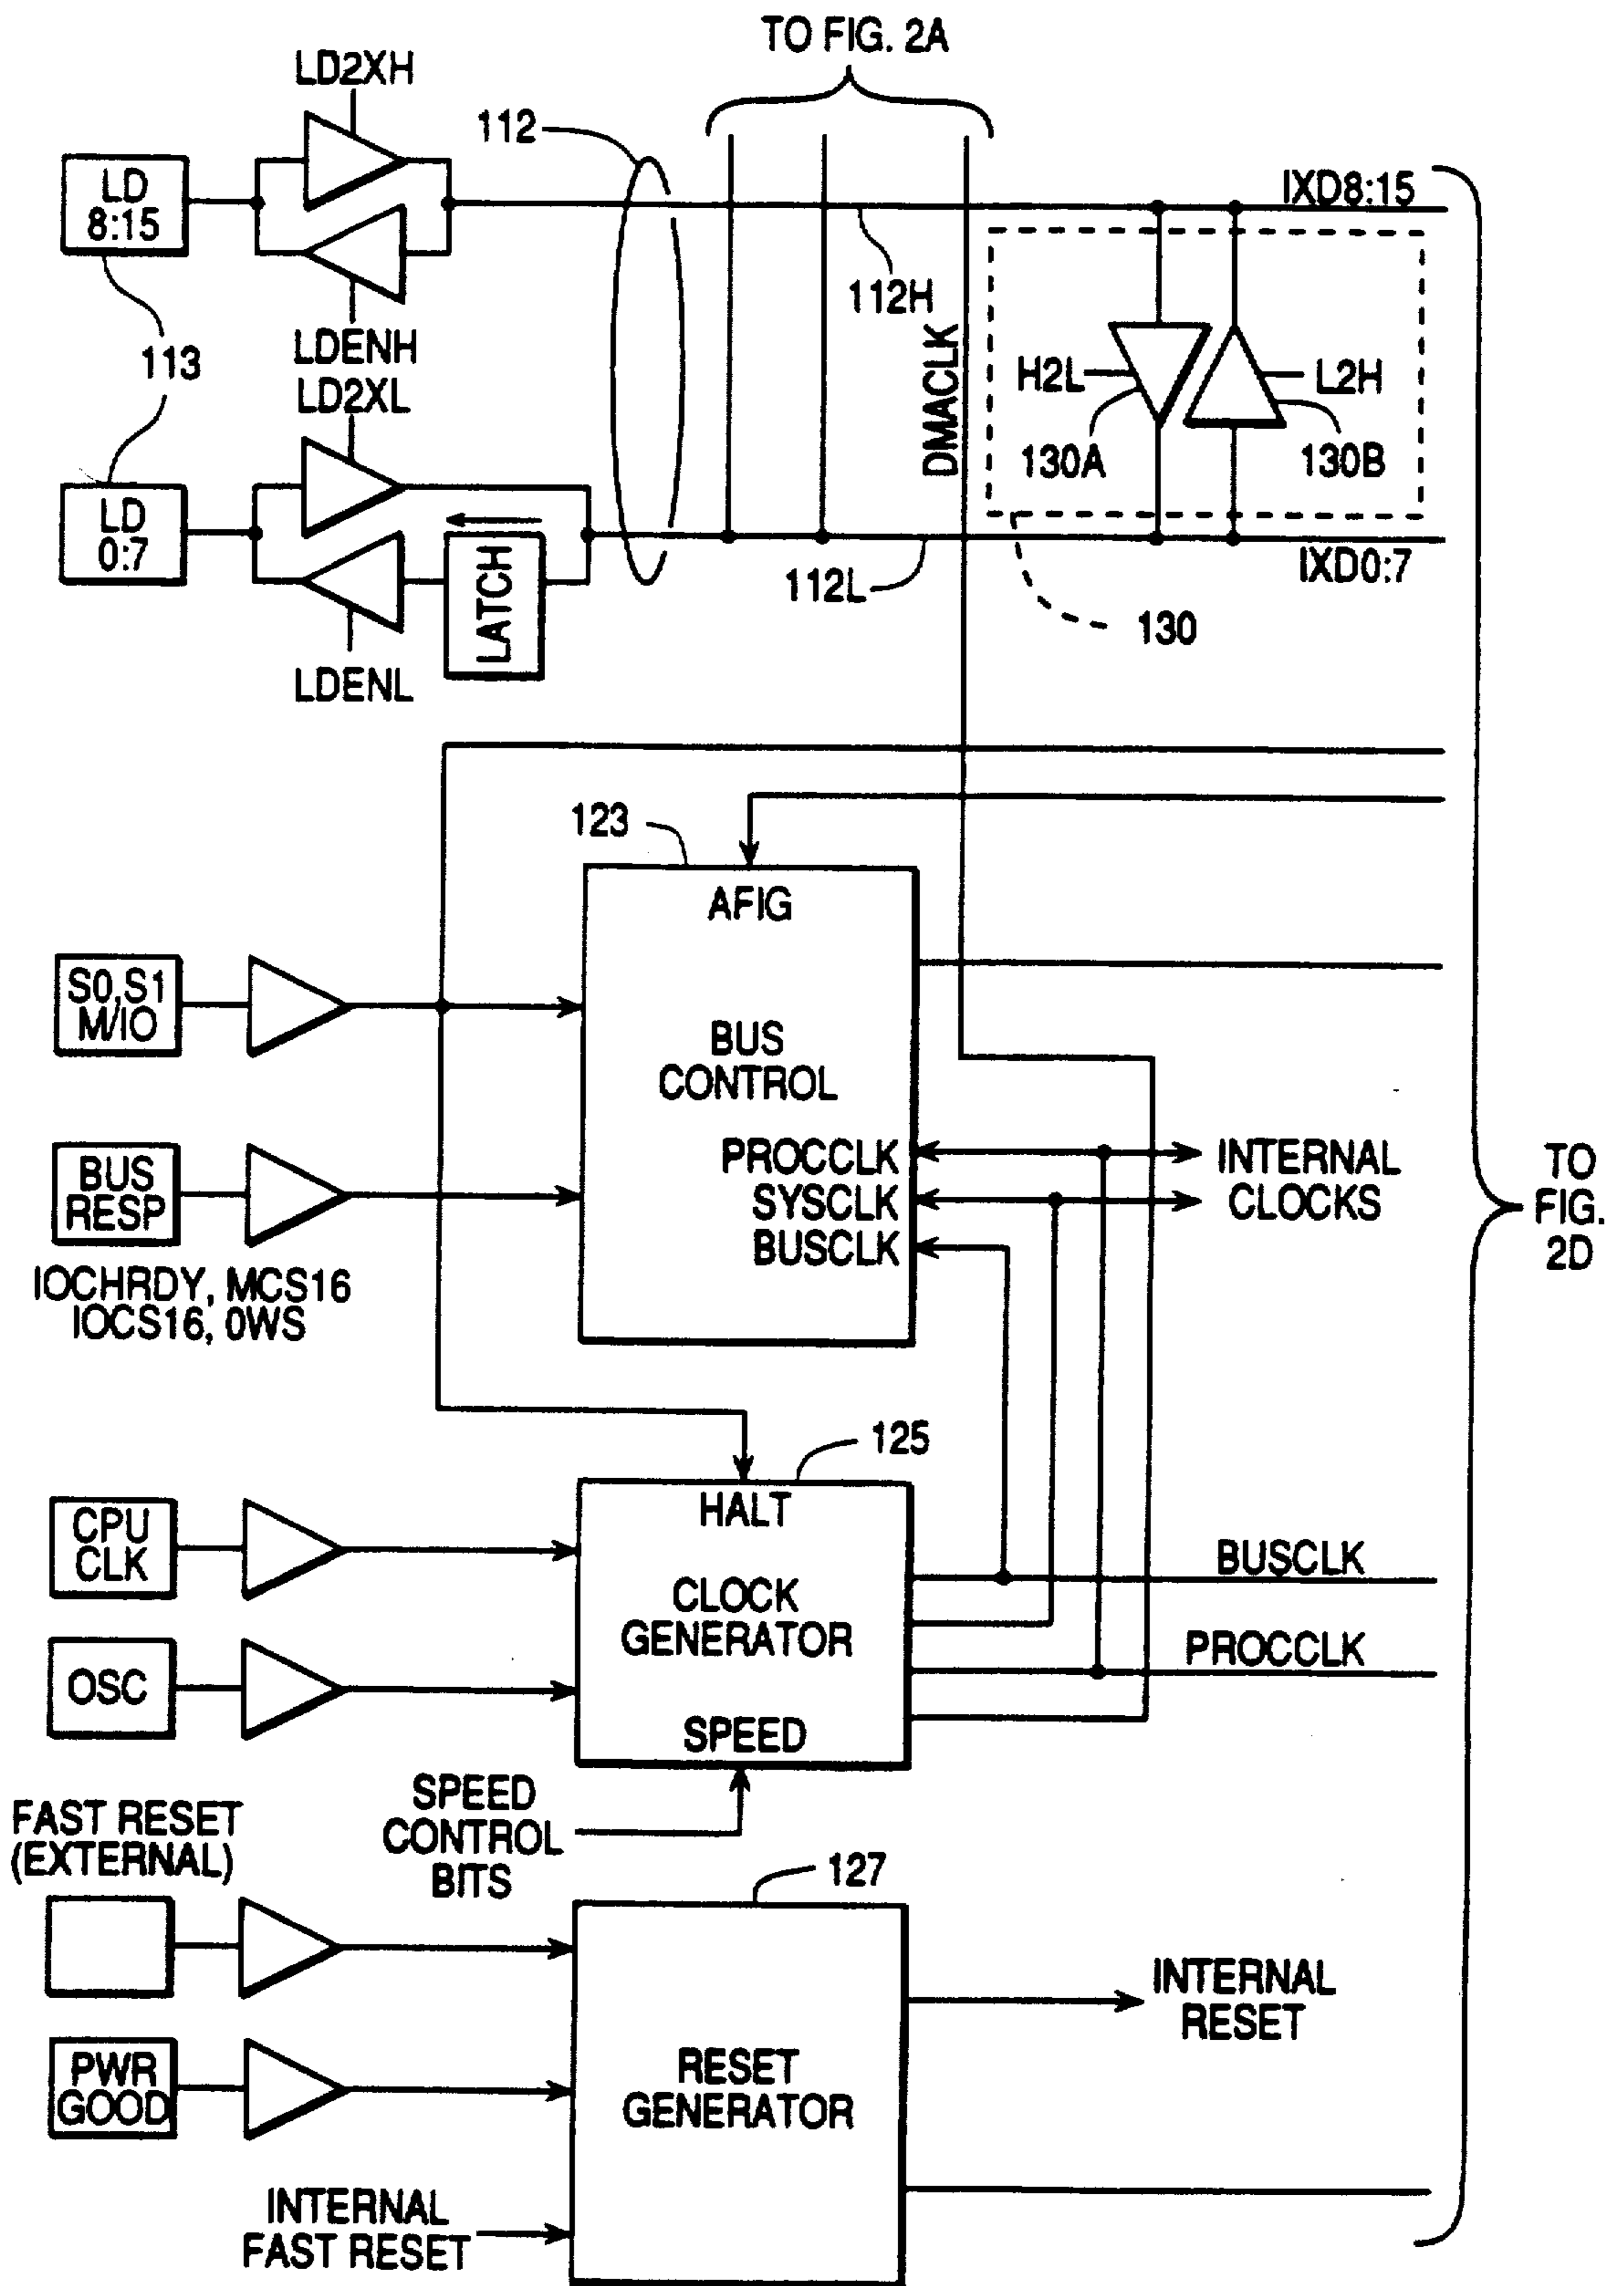 TO FIG. 2A
LD2XH
112
LD
8:15
IXD8:15
112H
LDENH
LD2XL
113
DMACLK
H2L
L2H
130A
130B
LD
0:7
LATCH
112L
IXD0:7
130
LDENL
123
AFIG
S0,S1
M/IO
BUS
CONTROL
BUS
RESP
PROCCLK
SYSCLK
BUSCLK
INTERNAL
CLOCKS
TO
FIG.
2D
IOCHRDY, MCS16
IOCS16, 0WS
125
HALT
CPU
CLK
CLOCK
GENERATOR
BUSCLK
OSC
PROCCLK
SPEED
SPEED
CONTROL
BITS
FAST RESET
(EXTERNAL)
127
INTERNAL
RESET
PWR
GOOD
RESET
GENERATOR
INTERNAL
FAST RESET